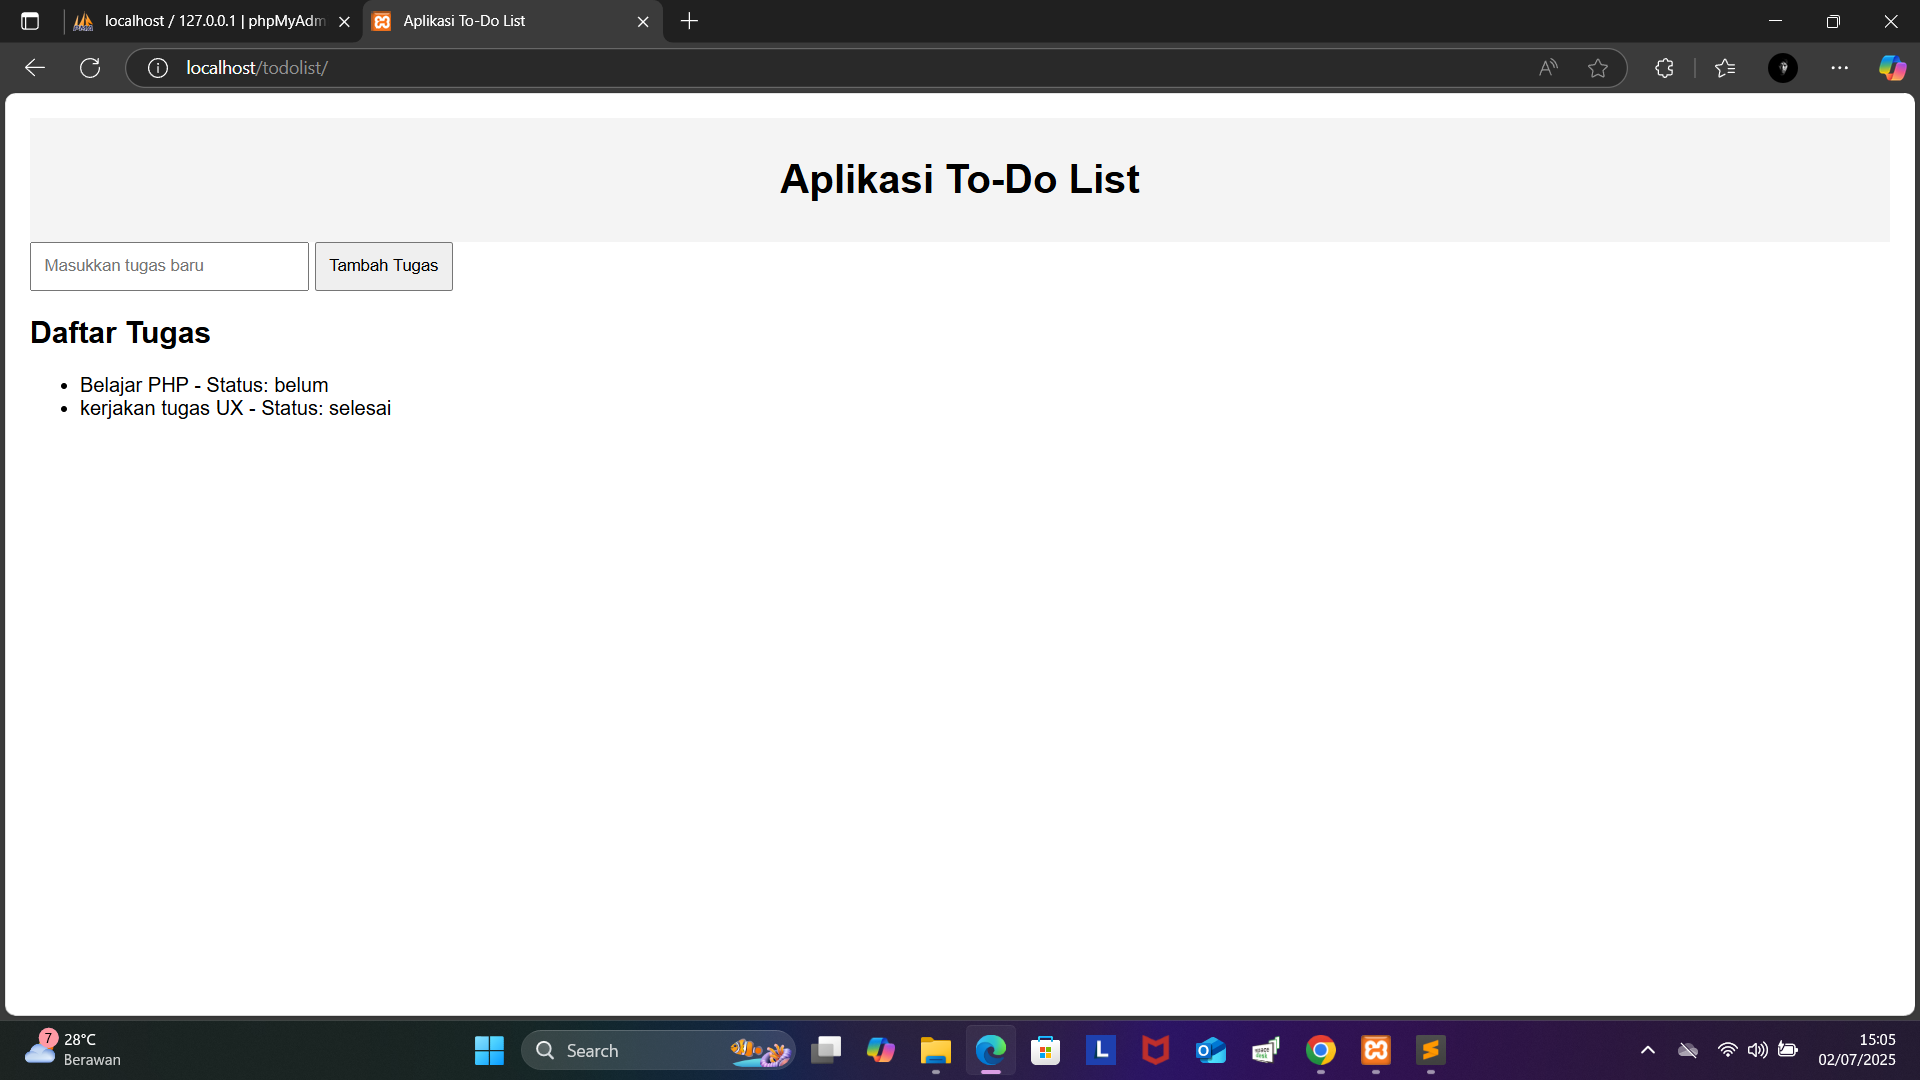 localhost / 127.0.0.1 | phpMyAdm
Aplikasi To-Do List
localhost/todolist/
Aplikasi To-Do List
Masukkan tugas baru
Tambah Tugas
Daftar Tugas
• Belajar PHP - Status: belum
• kerjakan tugas UX - Status: selesai
7
28°C
Berawan
Search
L
15:05
02/07/2025